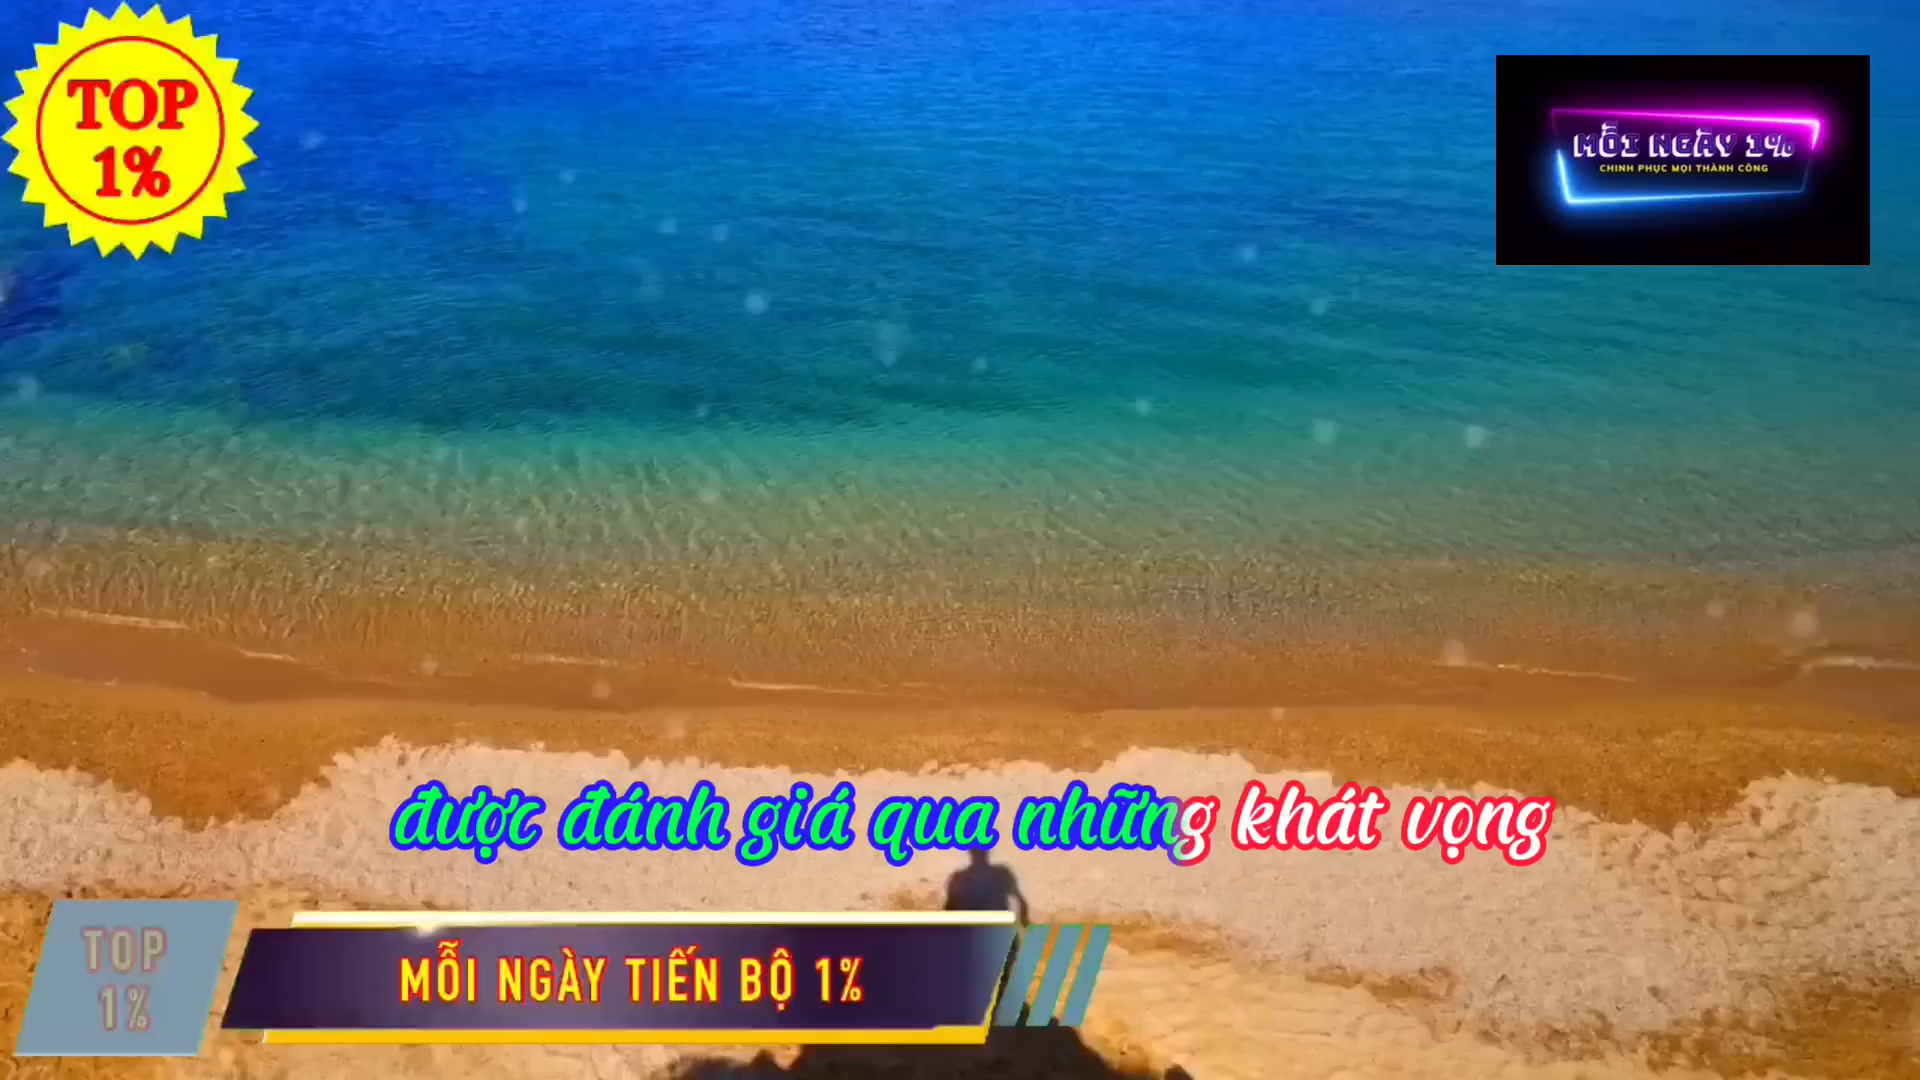 TOP
1%
MỖI NGÀY 1%
CHINH PHỤC MỌI THÀNH CÔNG
được đánh giá qua những khát vọng
TOP
1%
MỖI NGÀY TIẾN BỘ 1%